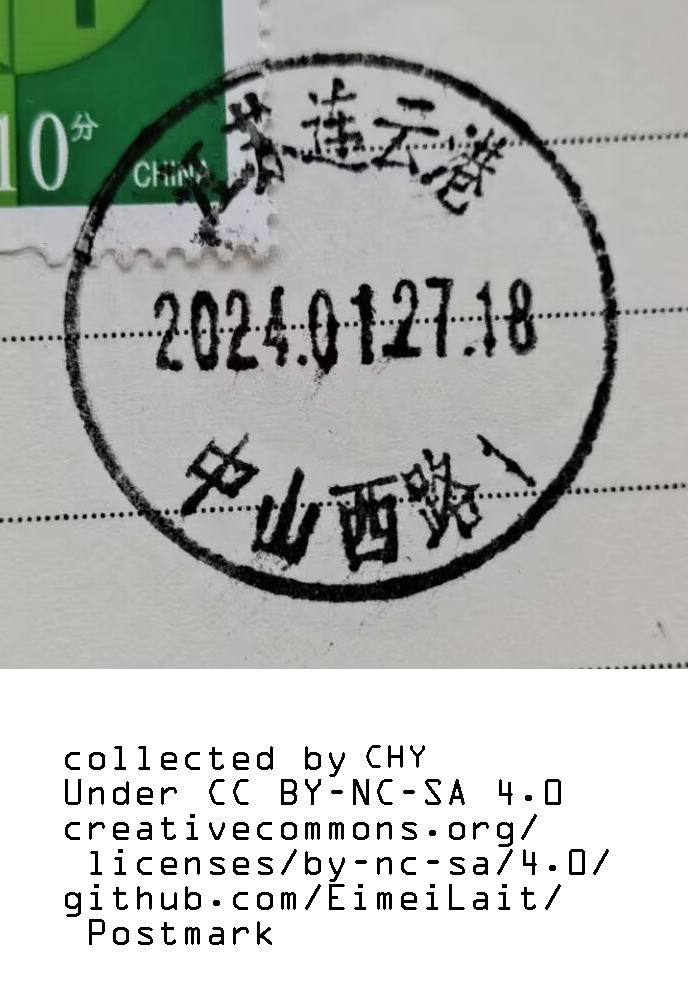 10分
CHINA
江苏连云港
2024.0127.18
中山西路1
collected by CHY
Under CC BY-NC-SA 4.0
creativecommons.org/
licenses/by-nc-sa/4.0/
github.com/EimeiLait/
Postmark